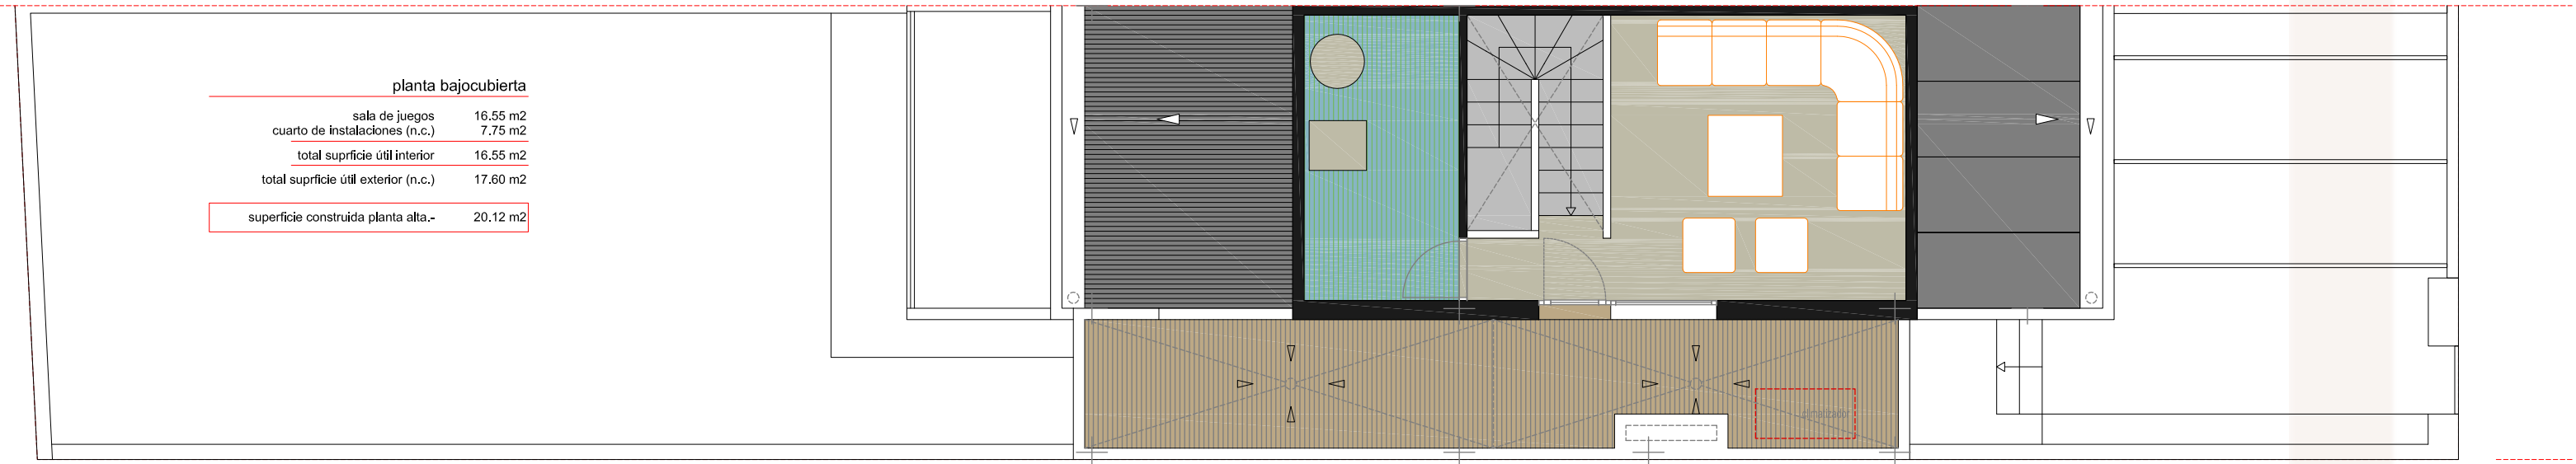 planta bajocubierta
sala de juegos 16.55 m2
cuarto de instalaciones (n.c.) 7.75 m2
total suprficie útil interior 16.55 m2
total suprficie útil exterior (n.c.) 17.60 m2
superficie construida planta alta.- 20.12 m2
climatizador